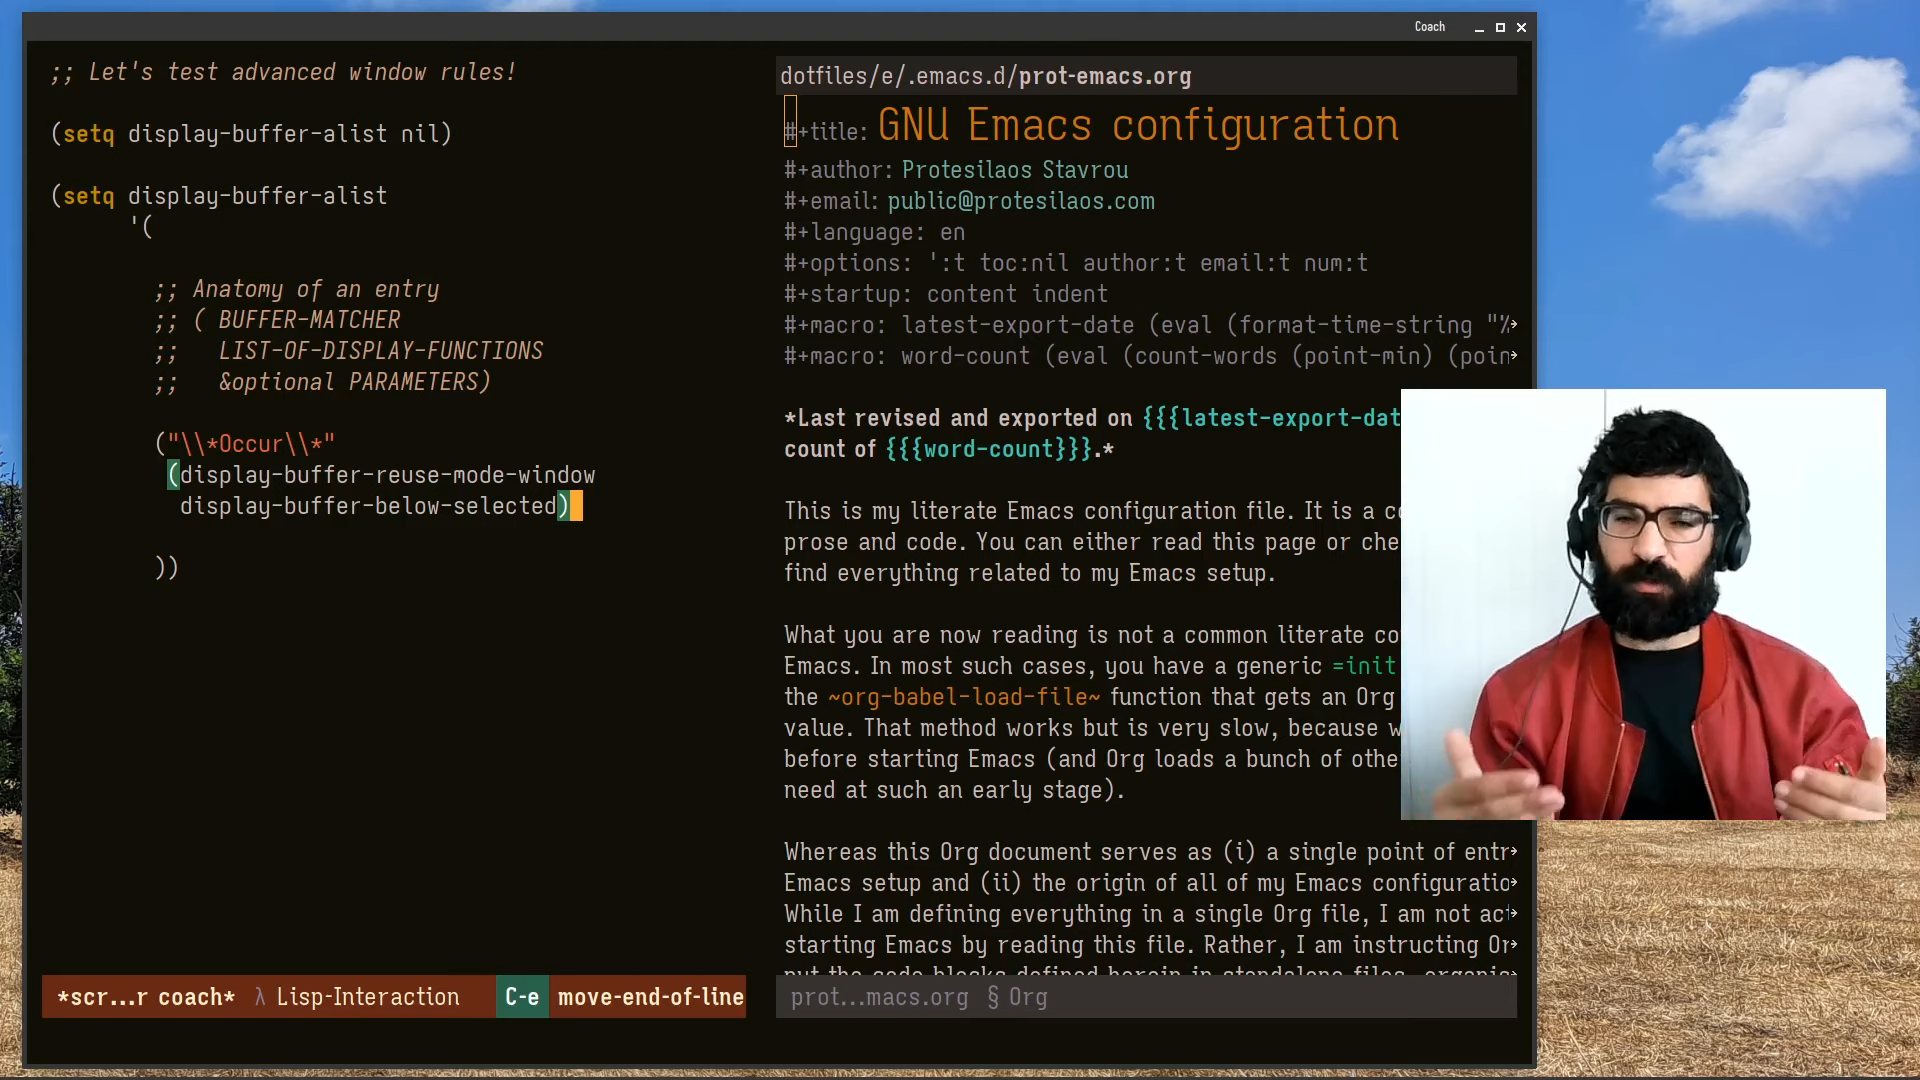 Coach
;; Let's test advanced window rules!
(setq display-buffer-alist nil)
(setq display-buffer-alist
'(
;; Anatomy of an entry
;; ( BUFFER-MATCHER
;;   LIST-OF-DISPLAY-FUNCTIONS
;;   &optional PARAMETERS)
("\\*Occur\\*"
(display-buffer-reuse-mode-window
display-buffer-below-selected)
))
*scr...r coach* λ Lisp-Interaction C-e move-end-of-line
dotfiles/e/.emacs.d/prot-emacs.org
#+title: GNU Emacs configuration
#+author: Protesilaos Stavrou
#+email: public@protesilaos.com
#+language: en
#+options: ':t toc:nil author:t email:t num:t
#+startup: content indent
#+macro: latest-export-date (eval (format-time-string "%
#+macro: word-count (eval (count-words (point-min) (poin
*Last revised and exported on {{{latest-export-dat
count of {{{word-count}}}.*
This is my literate Emacs configuration file. It is a
prose and code. You can either read this page or che
find everything related to my Emacs setup.
What you are now reading is not a common literate co
Emacs. In most such cases, you have a generic =init
the ~org-babel-load-file~ function that gets an Org
value. That method works but is very slow, because
before starting Emacs (and Org loads a bunch of othe
need at such an early stage).
Whereas this Org document serves as (i) a single point of entr
Emacs setup and (ii) the origin of all of my Emacs configuratio
While I am defining everything in a single Org file, I am not act
starting Emacs by reading this file. Rather, I am instructing Or
put the code blocks defined herein in standalone files, organis
prot...macs.org § Org